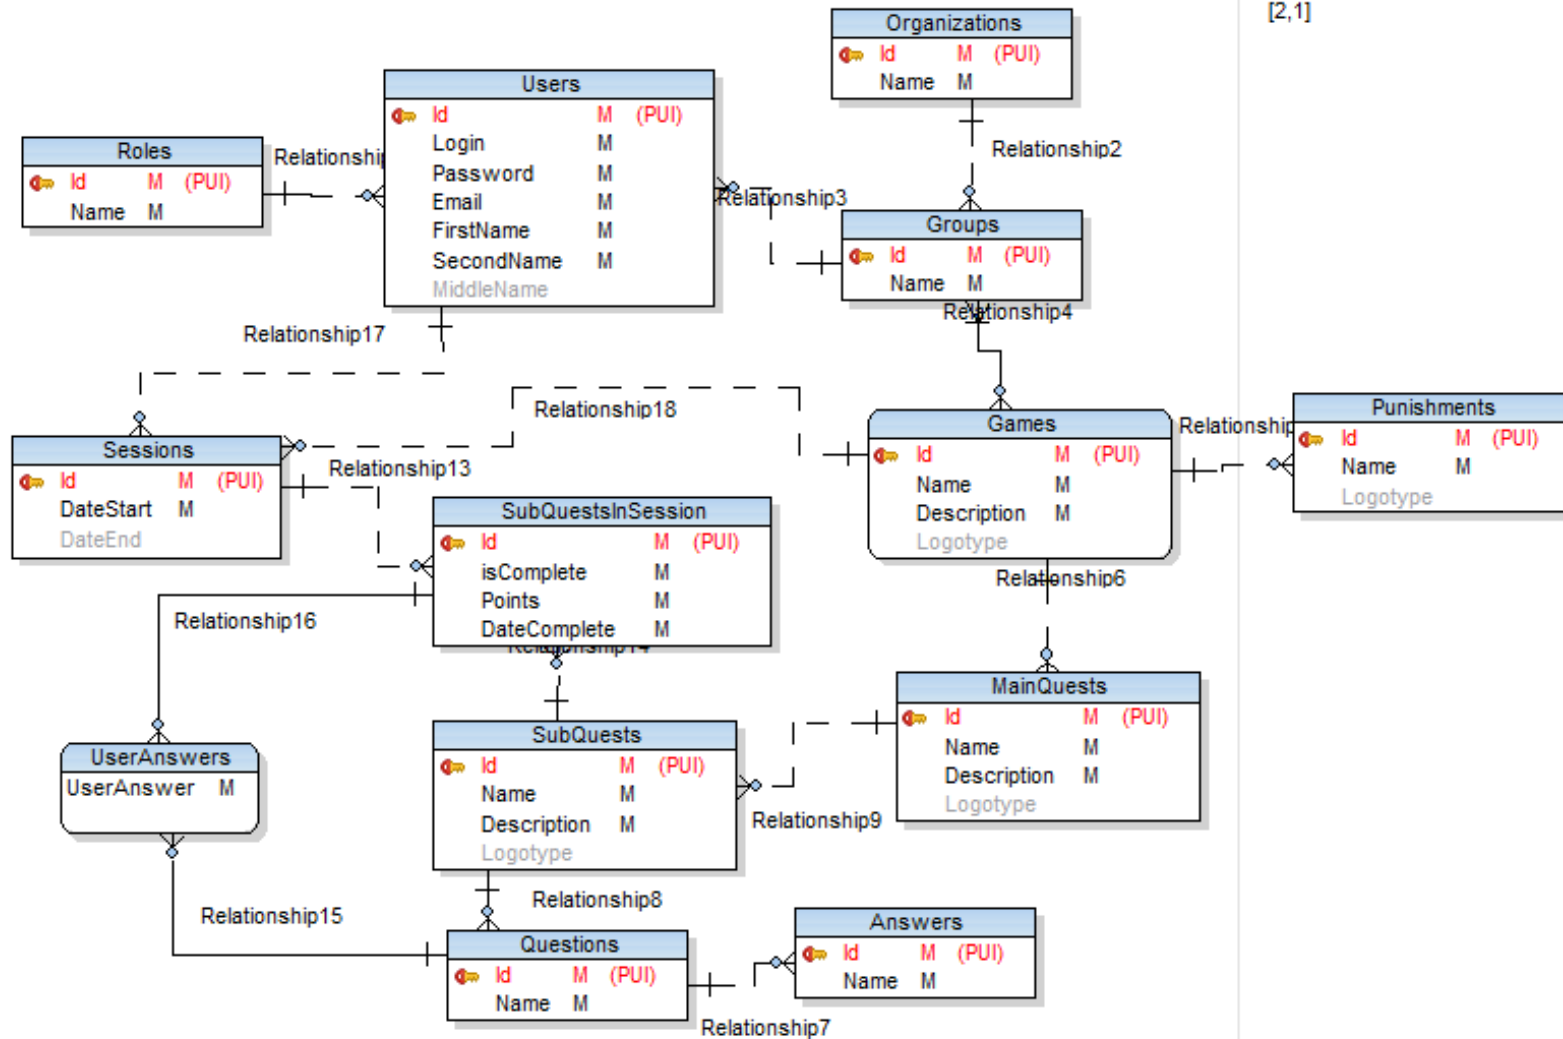 [2,1]
Organizations
Id M (PUI)
Name M
Users
Id M (PUI)
Login M
Password M
Email M
FirstName M
SecondName M
MiddleName
Roles
Id M (PUI)
Name M
Relationship
Relationship2
Relationship3
Groups
Id M (PUI)
Name M
Relationship4
Relationship17
Relationship18
Games
Id M (PUI)
Name M
Description M
Logotype
Relationship
Punishments
Id M (PUI)
Name M
Logotype
Sessions
Id M (PUI)
DateStart M
DateEnd
Relationship13
SubQuestsInSession
Id M (PUI)
isComplete M
Points M
DateComplete M
Relationship6
Relationship16
Relationship14
MainQuests
Id M (PUI)
Name M
Description M
Logotype
SubQuests
Id M (PUI)
Name M
Description M
Logotype
UserAnswers
UserAnswer M
Relationship9
Relationship8
Relationship15
Questions
Id M (PUI)
Name M
Answers
Id M (PUI)
Name M
Relationship7